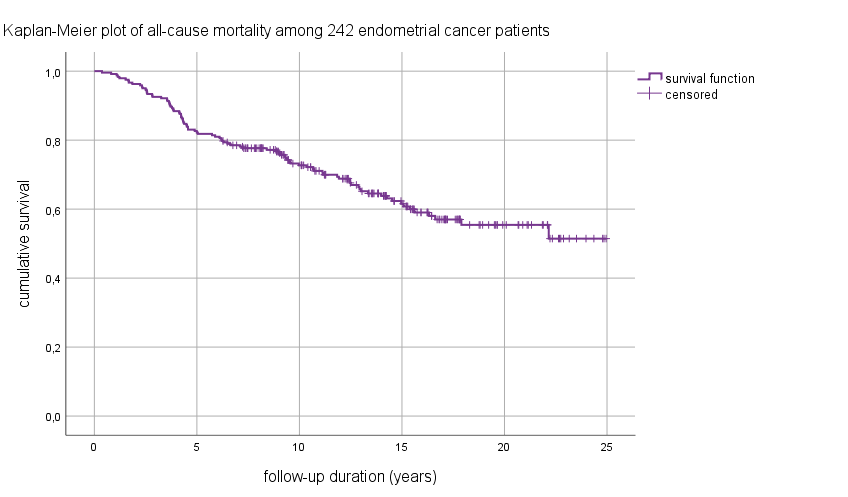 Kaplan-Meier plot of all-cause mortality among 242 endometrial cancer patients
survival function
censored
cumulative survival
1,0
0,8
0,6
0,4
0,2
0,0
0 5 10 15 20 25
follow-up duration (years)